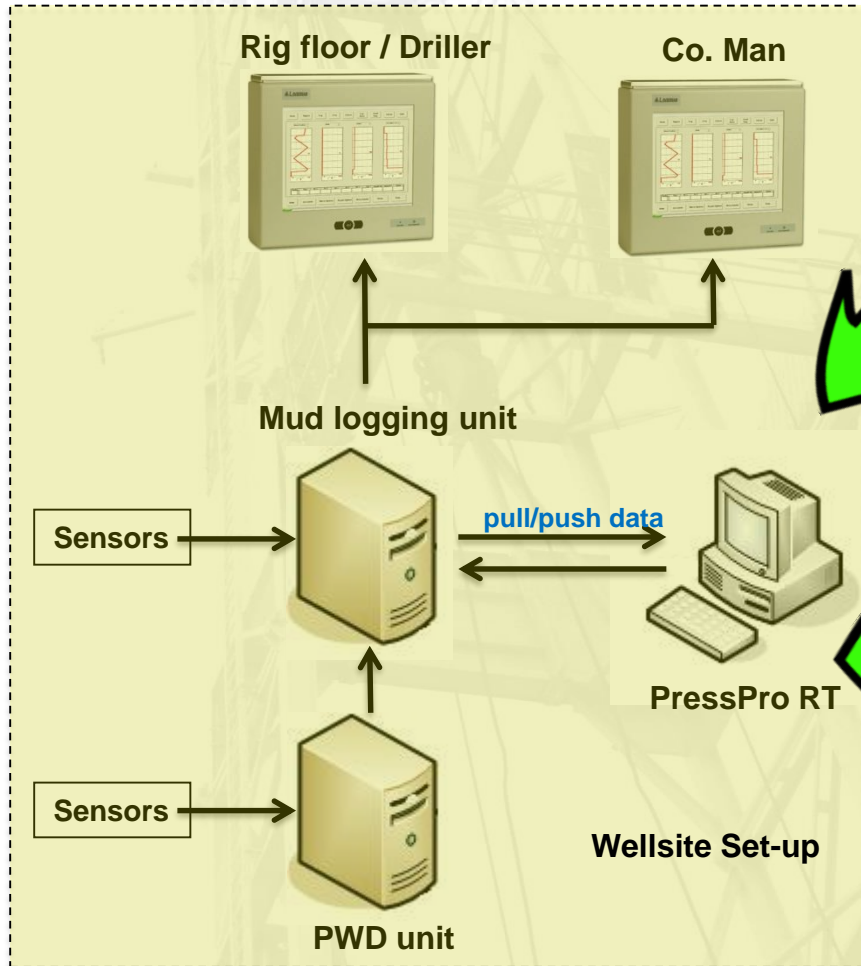 Rig floor / Driller
Co. Man
Mud logging unit
Sensors
pull/push data
PressPro RT
Sensors
Wellsite Set-up
PWD unit